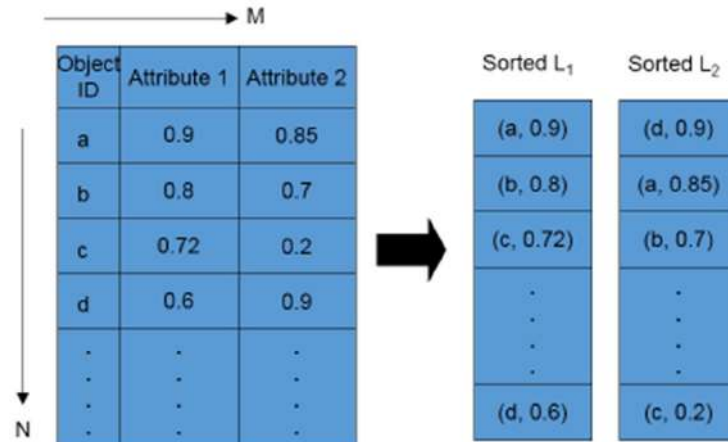 M
Object ID Attribute 1 Attribute 2
a 0.9 0.85
b 0.8 0.7
c 0.72 0.2
d 0.6 0.9
. . .
. . .
. . .
. . .
N
Sorted L₁ Sorted L₂
(a, 0.9) (d, 0.9)
(b, 0.8) (a, 0.85)
(c, 0.72) (b, 0.7)
. .
. .
. .
. .
(d, 0.6) (c, 0.2)